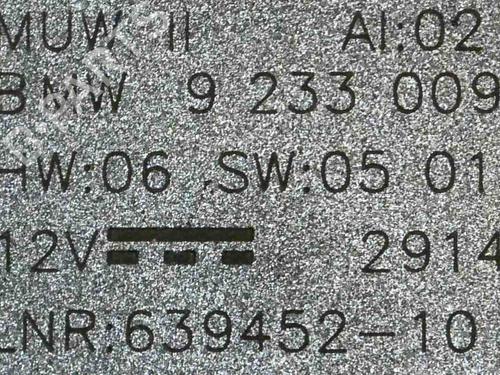 MUW II AI:02
BMW 9 233 009
HW:06 .SW:05 01
12V 2914
LNR:639452-10